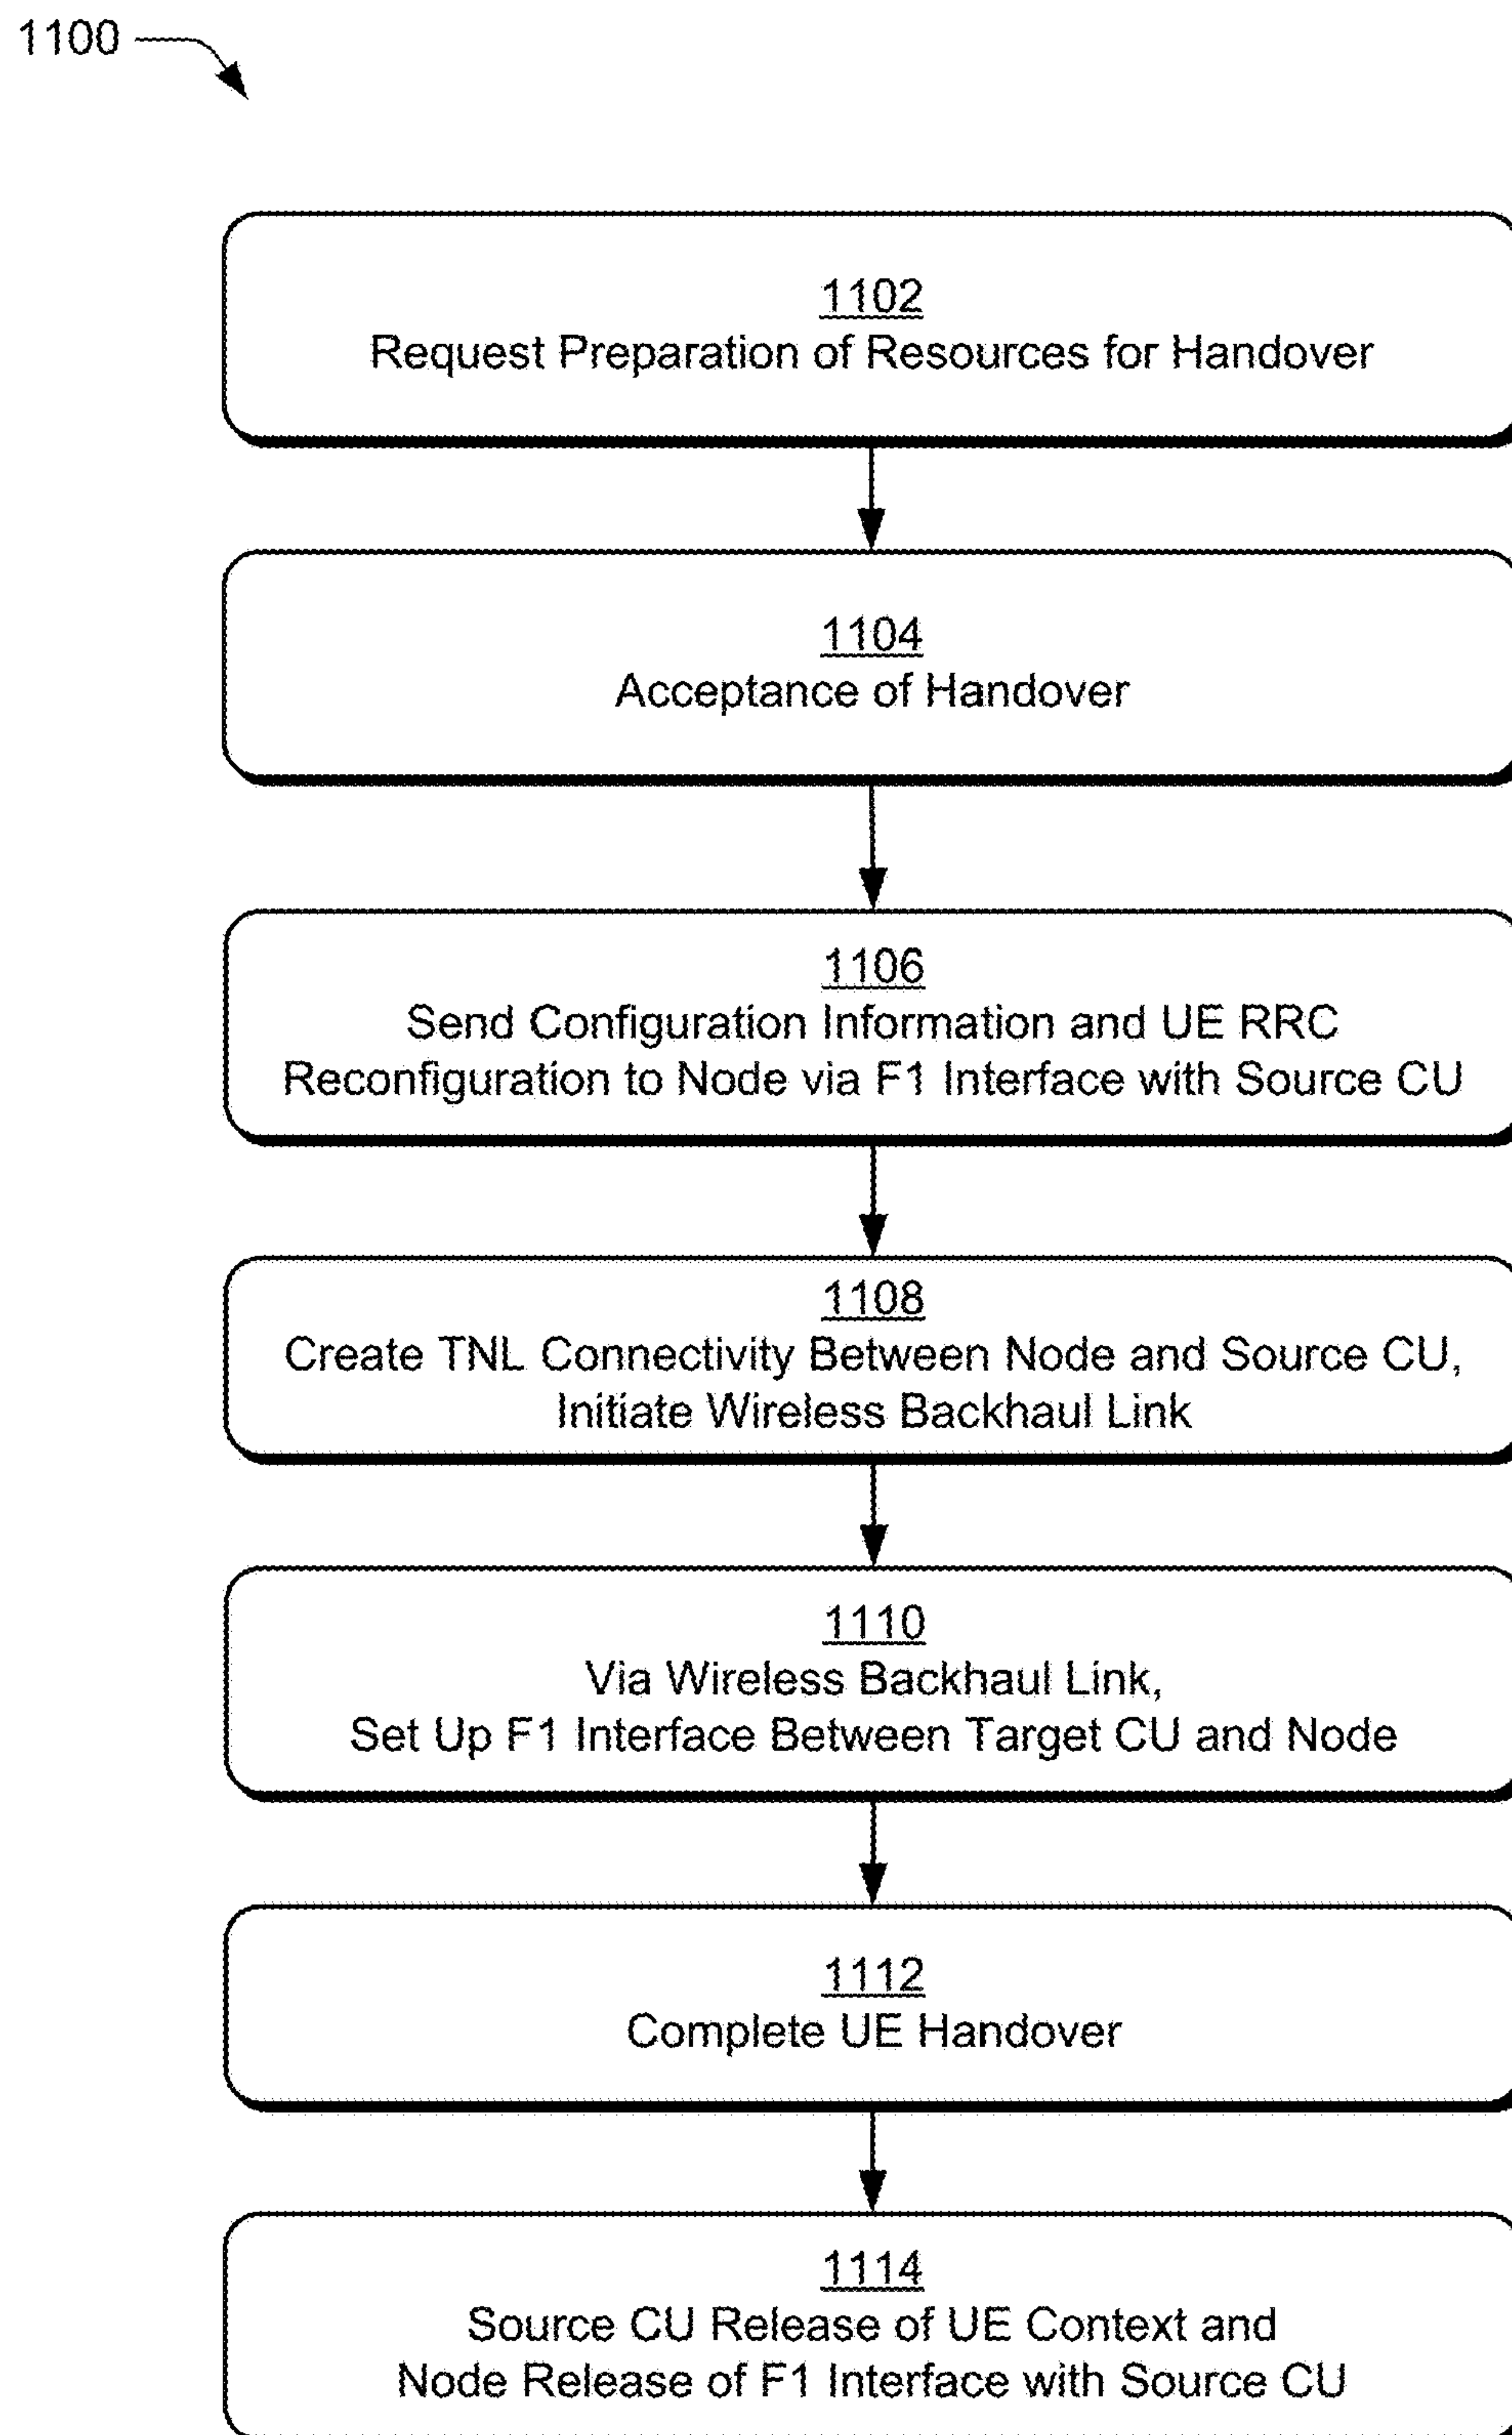 1100
1102
Request Preparation of Resources for Handover
1104
Acceptance of Handover
1106
Send Configuration Information and UE RRC
Reconfiguration to Node via F1 Interface with Source CU
1108
Create TNL Connectivity Between Node and Source CU,
Initiate Wireless Backhaul Link
1110
Via Wireless Backhaul Link,
Set Up F1 Interface Between Target CU and Node
1112
Complete UE Handover
1114
Source CU Release of UE Context and
Node Release of F1 Interface with Source CU